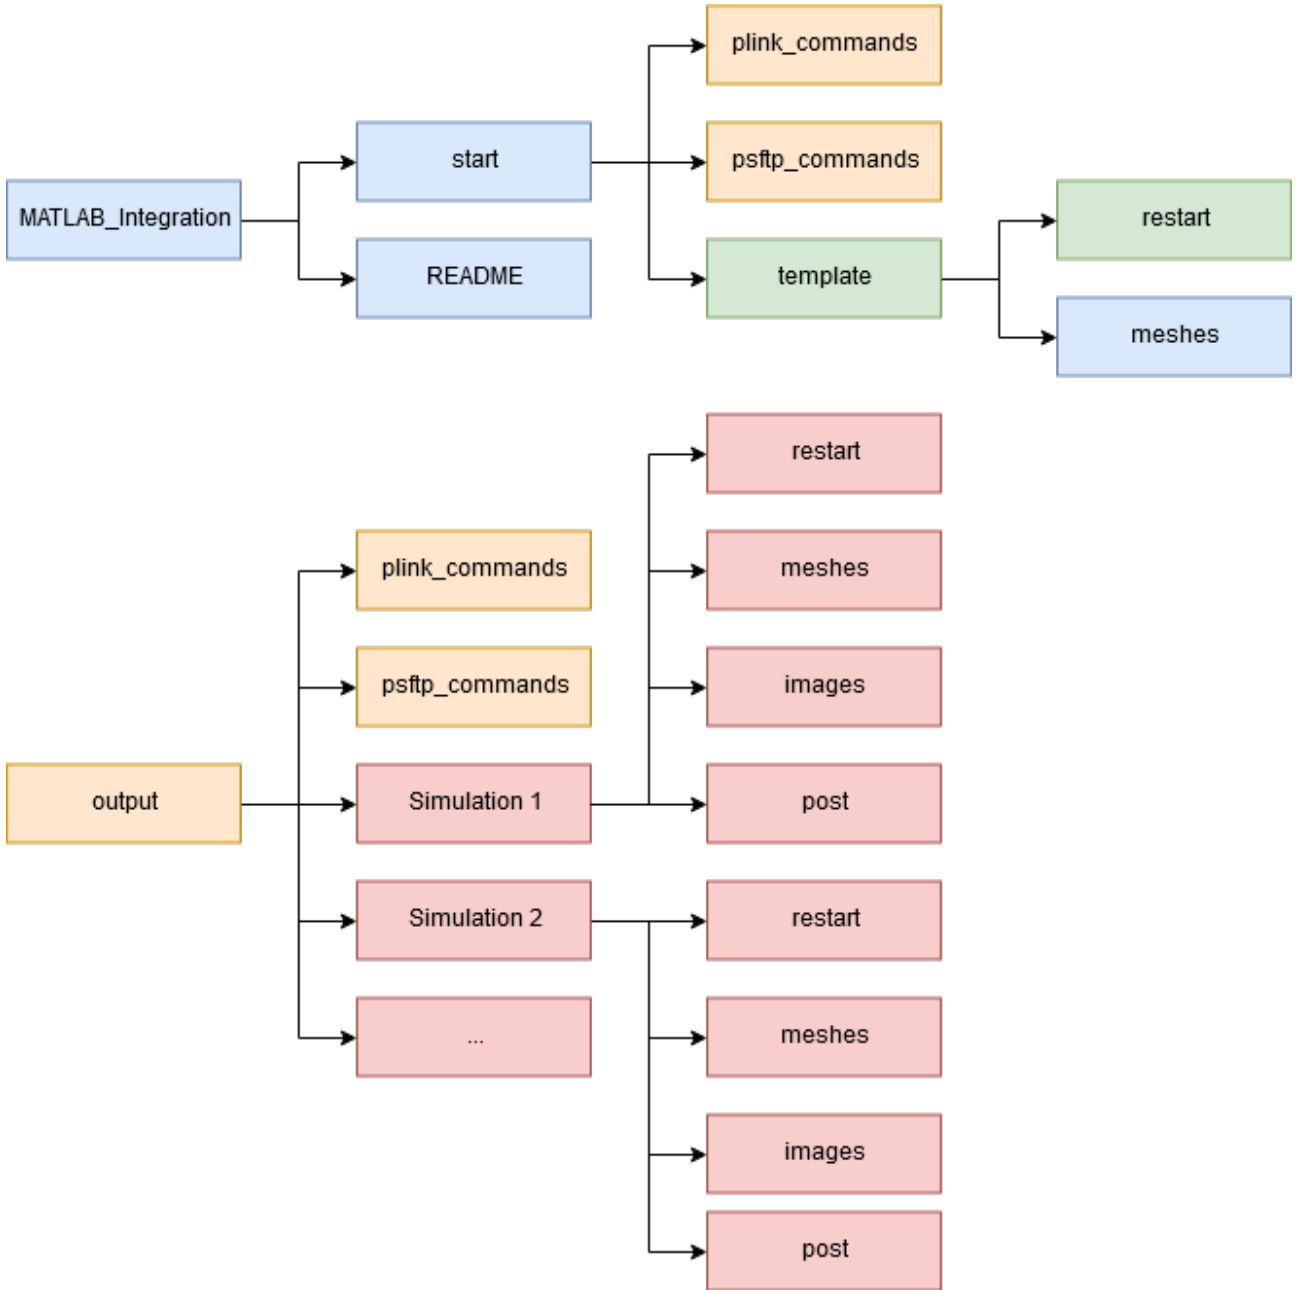 plink_commands
start
psftp_commands
MATLAB_Integration
restart
README
template
meshes
restart
plink_commands
meshes
psftp_commands
images
output
Simulation 1
post
Simulation 2
restart
...
meshes
images
post